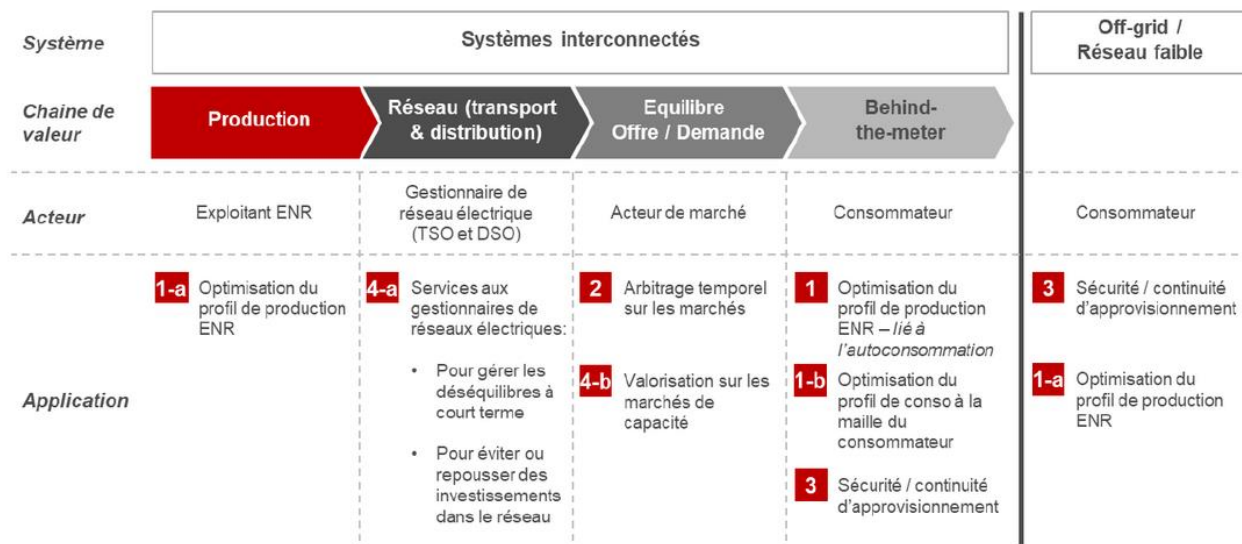 Système
Systèmes interconnectés
Off-grid /
Réseau faible
Chaine de
valeur
Production
Réseau (transport
& distribution)
Equilibre
Offre / Demande
Behind-
the-meter
Acteur
Exploitant ENR
Gestionnaire de
réseau électrique
(TSO et DSO)
Acteur de marché
Consommateur
Consommateur
Application
1-a
Optimisation du
profil de production
ENR
4-a
Services aux
gestionnaires de
réseaux électriques:
• Pour gérer les
déséquilibres à
court terme
• Pour éviter ou
repousser des
investissements
dans le réseau
2
Arbitrage temporel
sur les marchés
4-b
Valorisation sur les
marchés de
capacité
1
Optimisation du
profil de production
ENR – lié à
l'autoconsommation
1-b
Optimisation du
profil de conso à la
maille du
consommateur
3
Sécurité / continuité
d'approvisionnement
3
Sécurité / continuité
d'approvisionnement
1-a
Optimisation du
profil de production
ENR